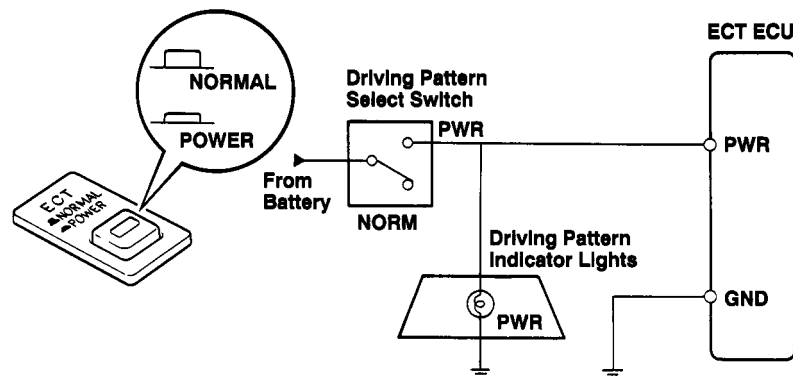 NORMAL
POWER
ECT
NORMAL
POWER
Driving Pattern
Select Switch
PWR
From
Battery
NORM
Driving Pattern
Indicator Lights
PWR
ECT ECU
PWR
GND